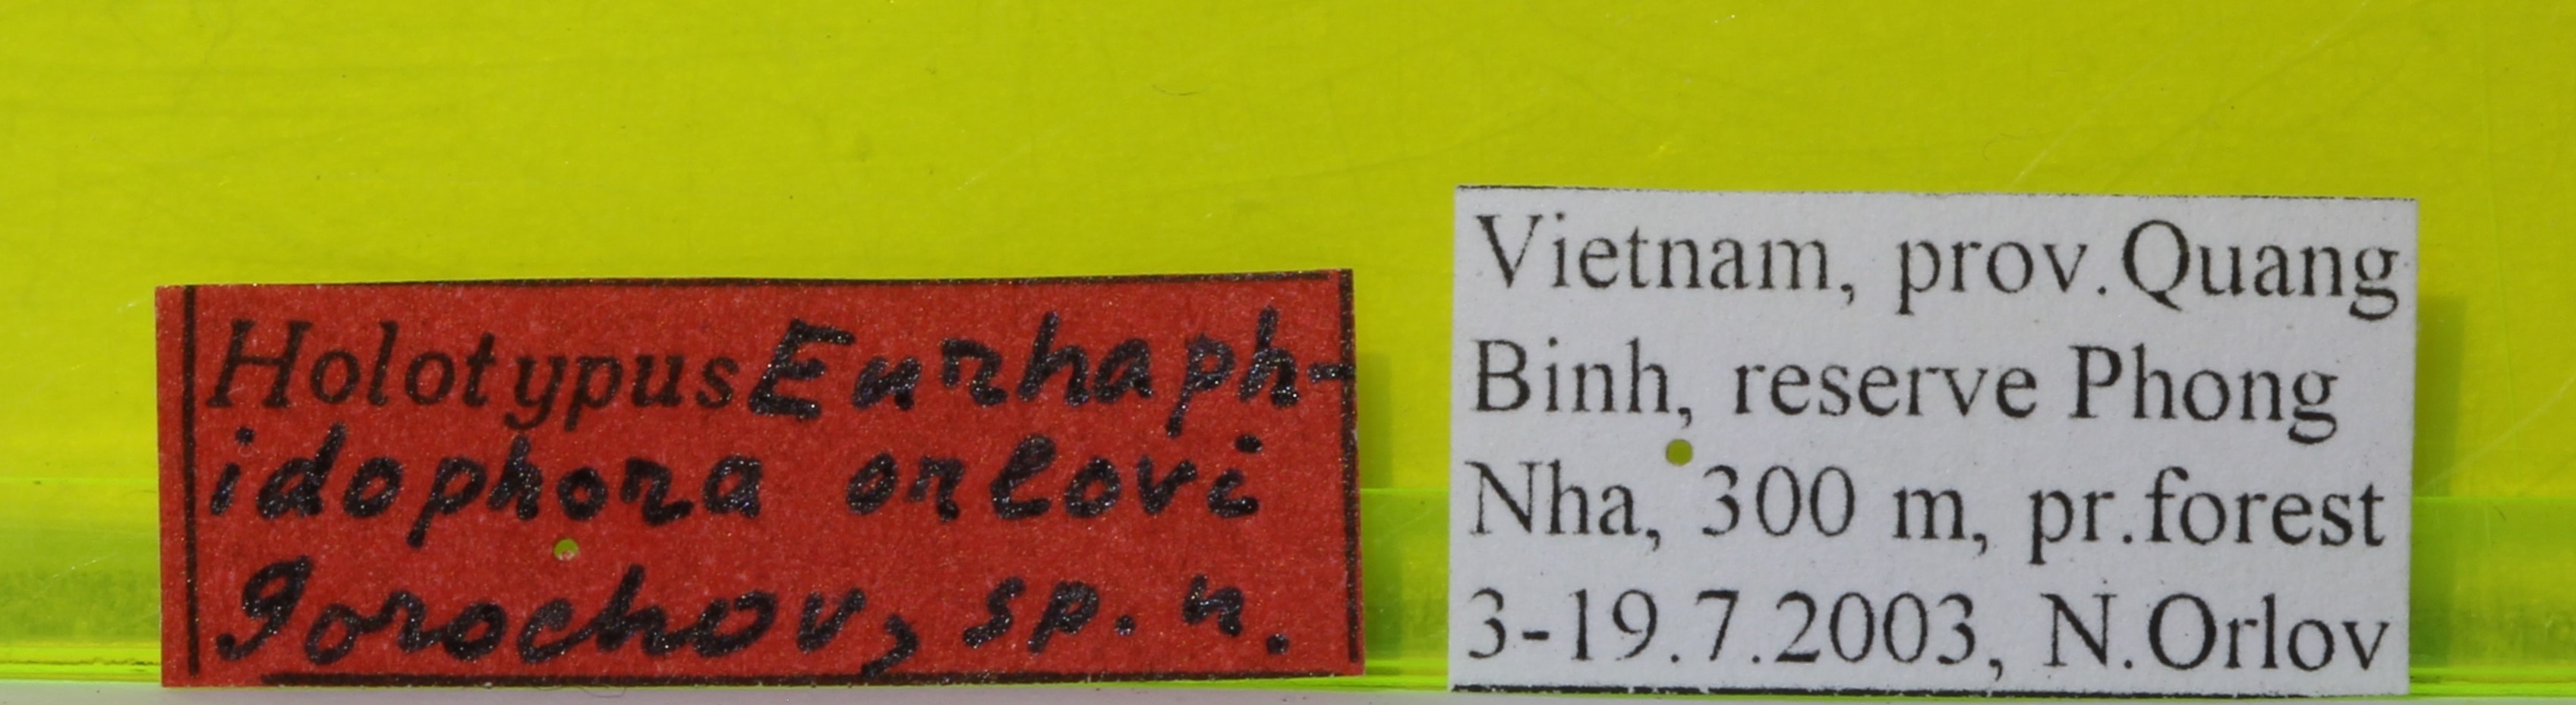 Holotypus Eurhaph-
idophora orlovi
Gorochov, sp. n.
Vietnam, prov.Quang
Binh, reserve Phong
Nha, 300 m, pr.forest
3-19.7.2003, N.Orlov